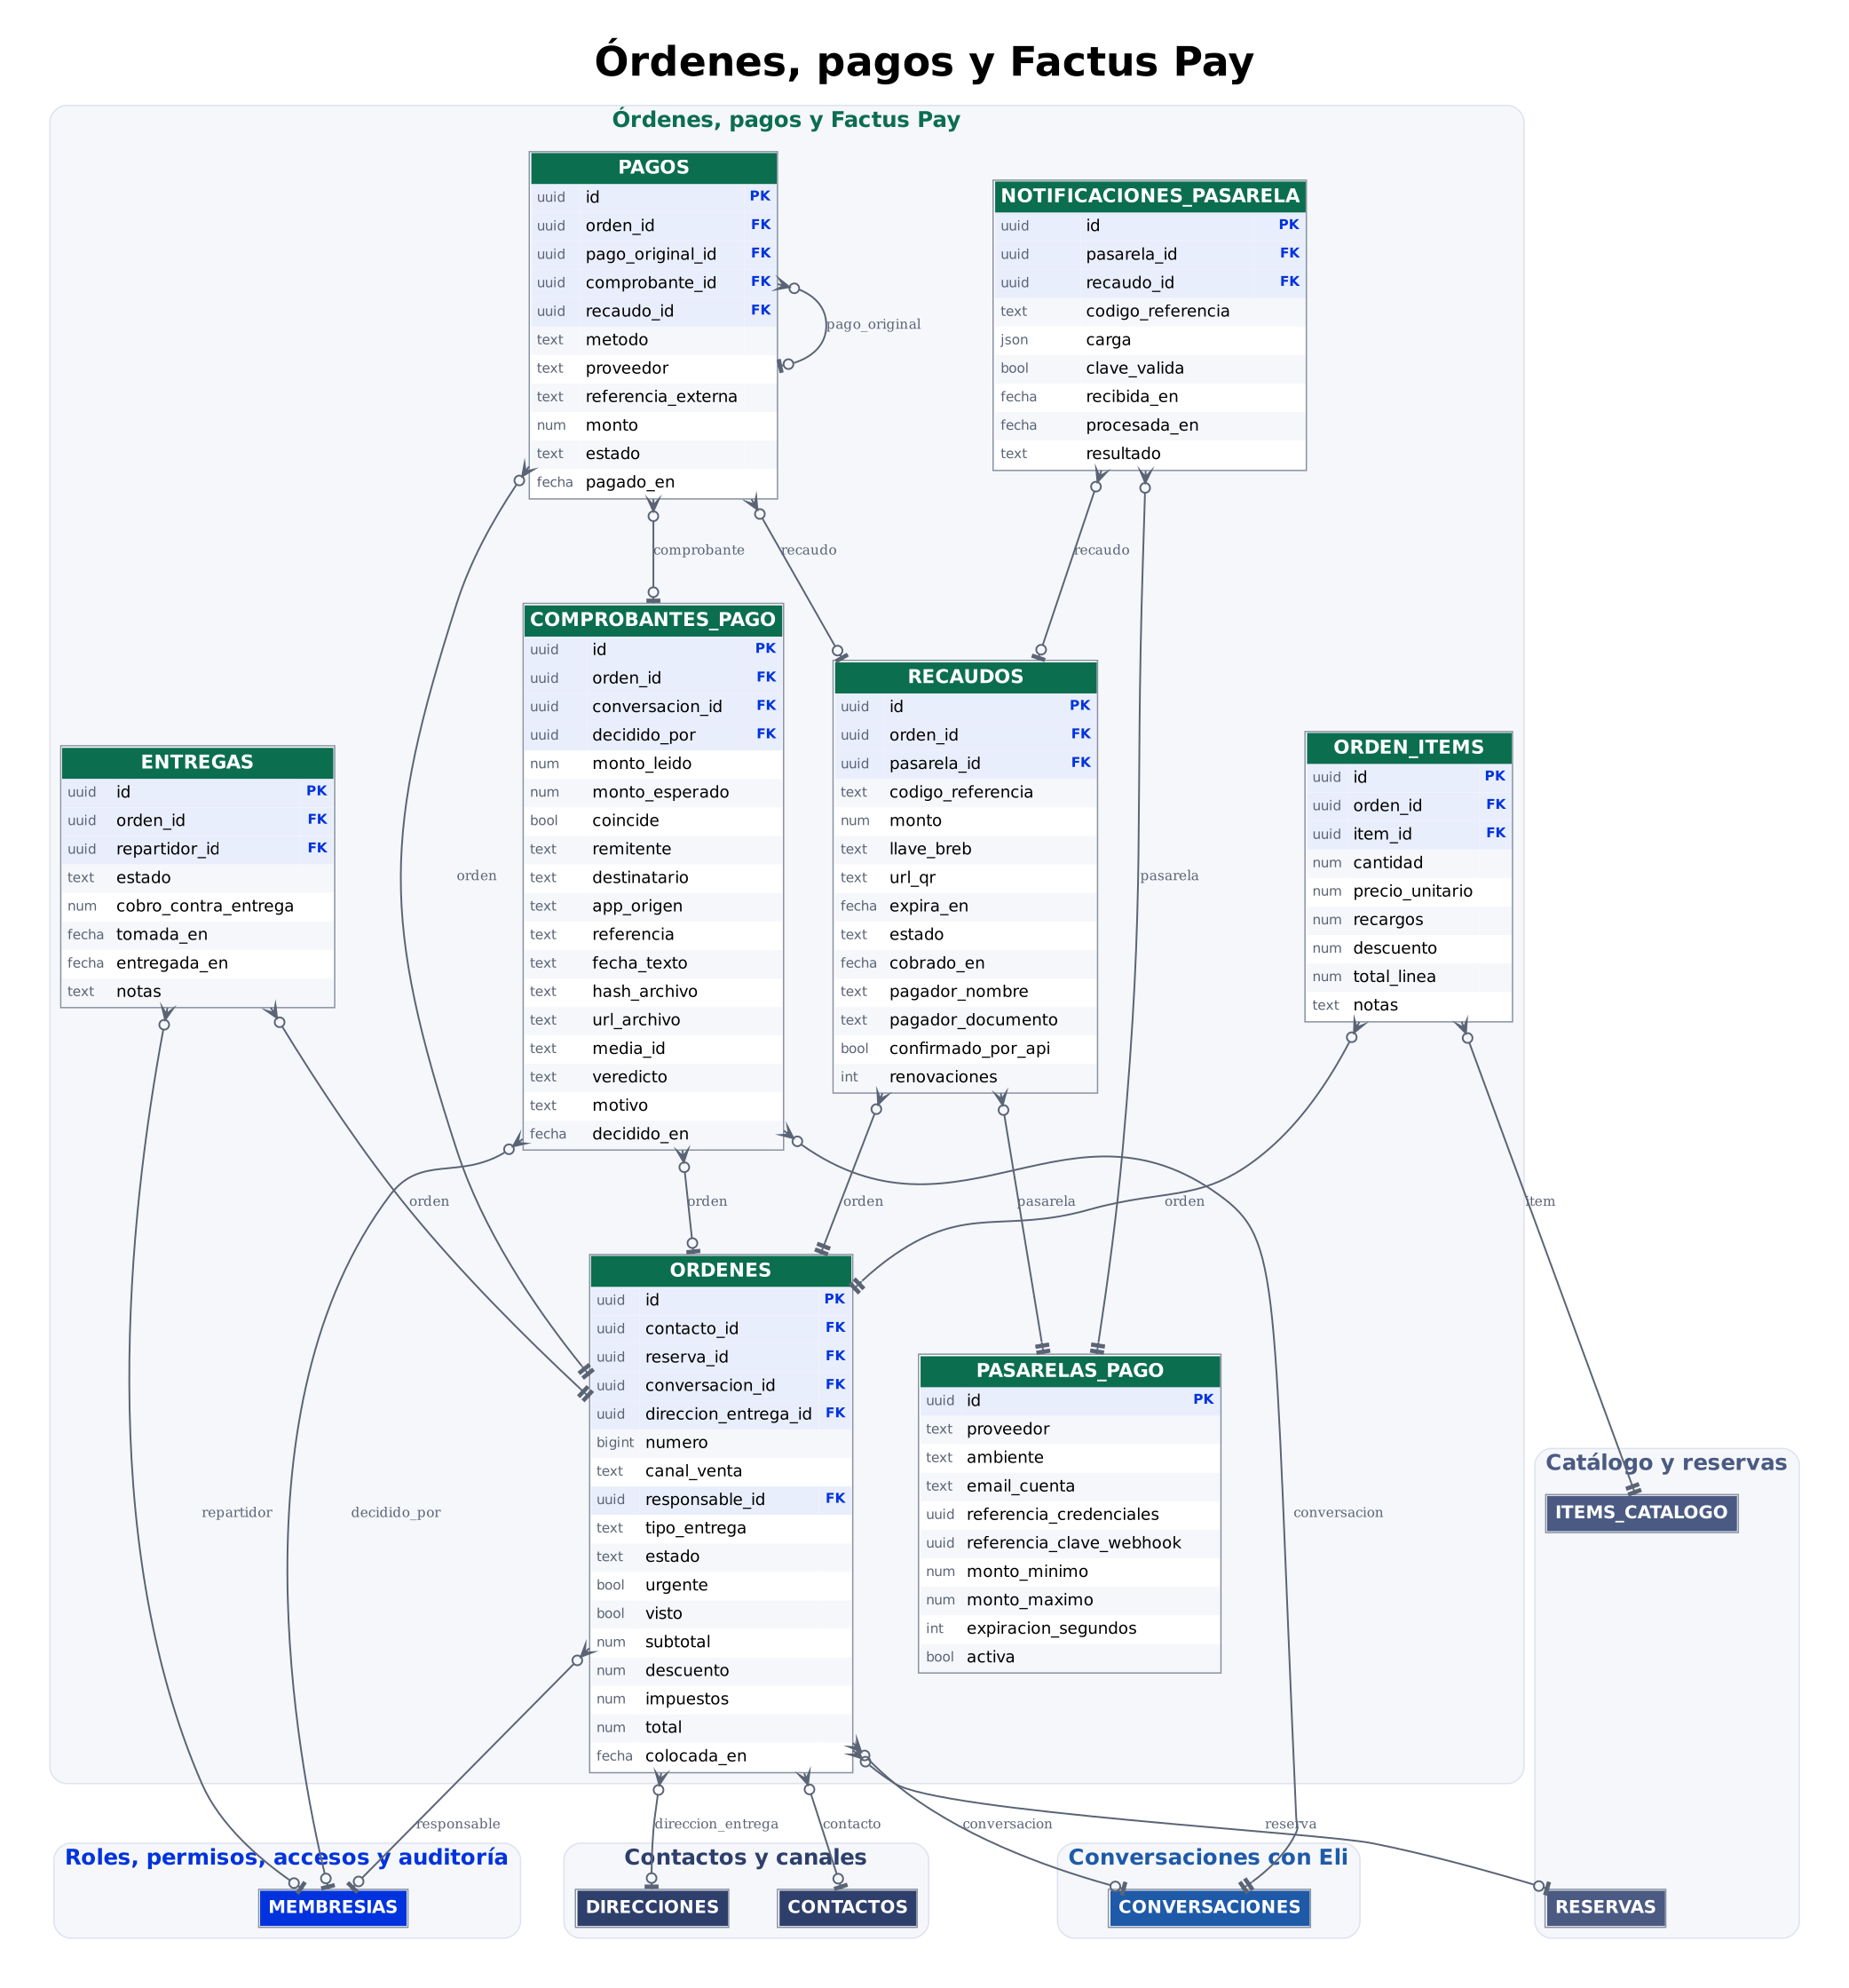 Órdenes, pagos y Factus Pay
Órdenes, pagos y Factus Pay
PAGOS
uuid id PK
uuid orden_id FK
uuid pago_original_id FK
uuid comprobante_id FK
uuid recaudo_id FK
text metodo
text proveedor
text referencia_externa
num monto
text estado
fecha pagado_en
pago_original
NOTIFICACIONES_PASARELA
uuid id PK
uuid pasarela_id FK
uuid recaudo_id FK
text codigo_referencia
json carga
bool clave_valida
fecha recibida_en
fecha procesada_en
text resultado
comprobante
recaudo
recaudo
COMPROBANTES_PAGO
uuid id PK
uuid orden_id FK
uuid conversacion_id FK
uuid decidido_por FK
num monto_leido
num monto_esperado
bool coincide
text remitente
text destinatario
text app_origen
text referencia
text fecha_texto
text hash_archivo
text url_archivo
text media_id
text veredicto
text motivo
fecha decidido_en
RECAUDOS
uuid id PK
uuid orden_id FK
uuid pasarela_id FK
text codigo_referencia
num monto
text llave_breb
text url_qr
fecha expira_en
text estado
fecha cobrado_en
text pagador_nombre
text pagador_documento
bool confirmado_por_api
int renovaciones
ENTREGAS
uuid id PK
uuid orden_id FK
uuid repartidor_id FK
text estado
num cobro_contra_entrega
fecha tomada_en
fecha entregada_en
text notas
ORDEN_ITEMS
uuid id PK
uuid orden_id FK
uuid item_id FK
num cantidad
num precio_unitario
num recargos
num descuento
num total_linea
text notas
orden
pasarela
orden
orden
orden
pasarela
orden
item
ORDENES
uuid id PK
uuid contacto_id FK
uuid reserva_id FK
uuid conversacion_id FK
uuid direccion_entrega_id FK
bigint numero
text canal_venta
uuid responsable_id FK
text tipo_entrega
text estado
bool urgente
bool visto
num subtotal
num descuento
num impuestos
num total
fecha colocada_en
PASARELAS_PAGO
uuid id PK
text proveedor
text ambiente
text email_cuenta
uuid referencia_credenciales
uuid referencia_clave_webhook
num monto_minimo
num monto_maximo
int expiracion_segundos
bool activa
repartidor
decidido_por
conversacion
Catálogo y reservas
ITEMS_CATALOGO
responsable
direccion_entrega
contacto
conversacion
reserva
Roles, permisos, accesos y auditoría
MEMBRESIAS
Contactos y canales
DIRECCIONES
CONTACTOS
Conversaciones con Eli
CONVERSACIONES
RESERVAS